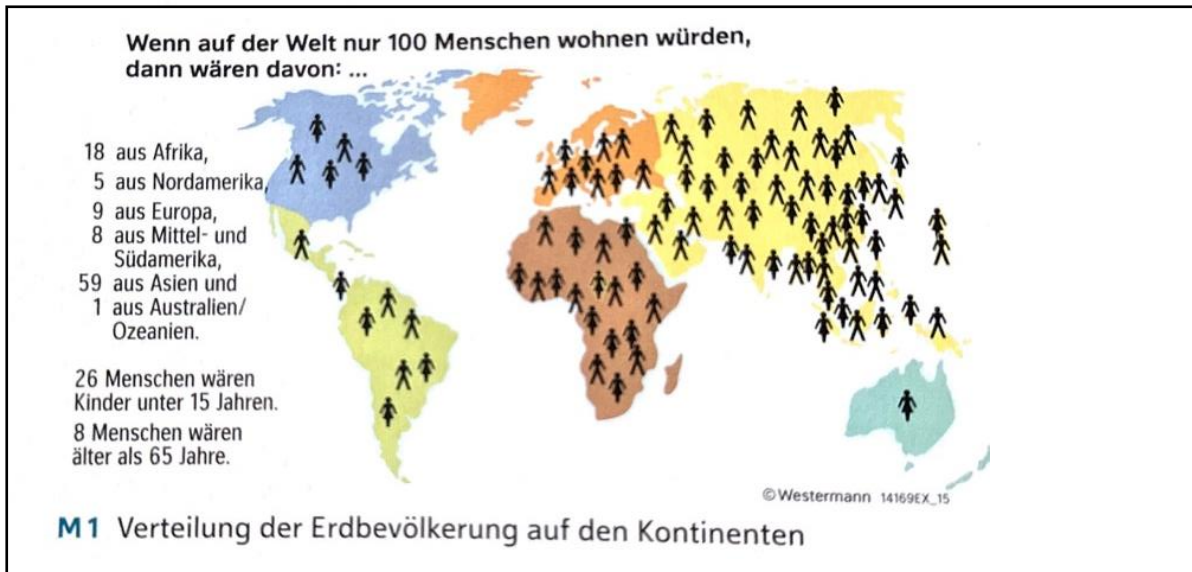 Wenn auf der Welt nur 100 Menschen wohnen würden,
dann wären davon: ...
18 aus Afrika,
5 aus Nordamerika,
9 aus Europa,
8 aus Mittel- und
Südamerika,
59 aus Asien und
1 aus Australien/
Ozeanien.
26 Menschen wären
Kinder unter 15 Jahren.
8 Menschen wären
älter als 65 Jahre.
©Westermann 14169EX_15
M1 Verteilung der Erdbevölkerung auf den Kontinenten